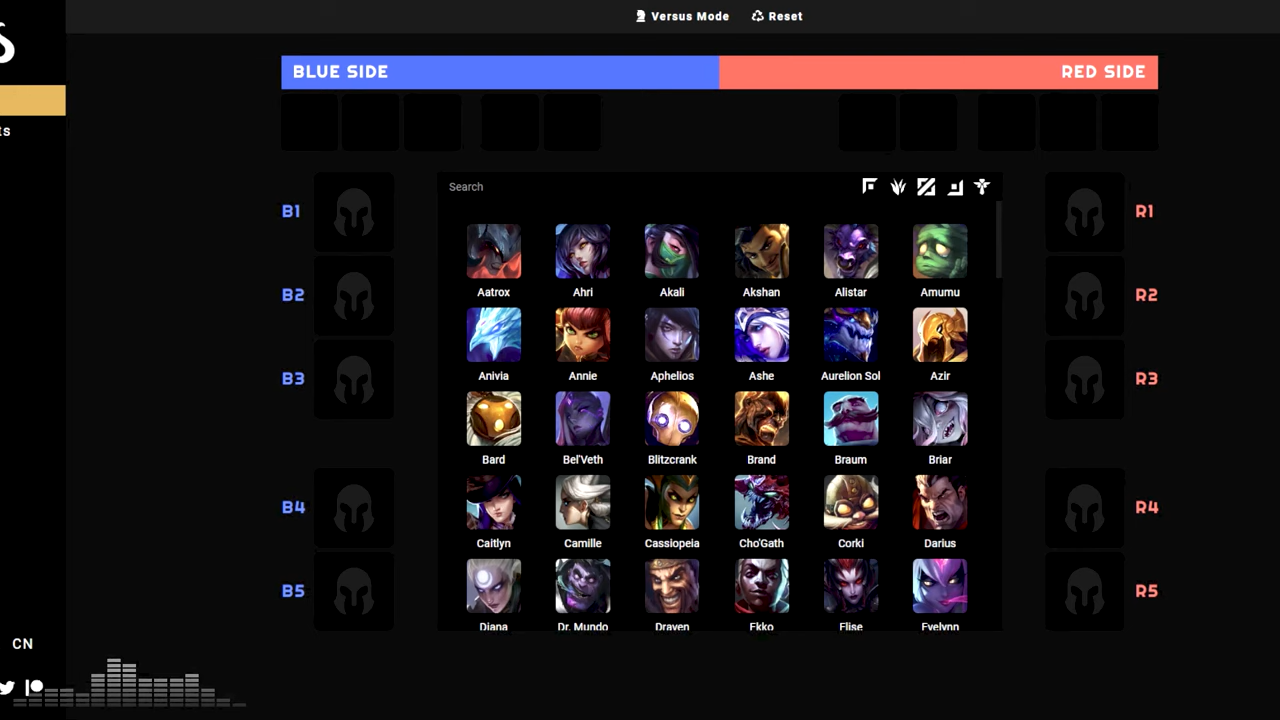 Versus Mode Reset
BLUE SIDE RED SIDE
S
ts
Search
B1 R1
Aatrox Ahri Akali Akshan Alistar Amumu
B2 R2
Anivia Annie Aphelios Ashe Aurelion Sol Azir
B3 R3
Bard Bel'Veth Blitzcrank Brand Braum Briar
B4 R4
Caitlyn Camille Cassiopeia Cho'Gath Corki Darius
B5 R5
Diana Dr. Mundo Draven Ekko Elise Evelynn
CN